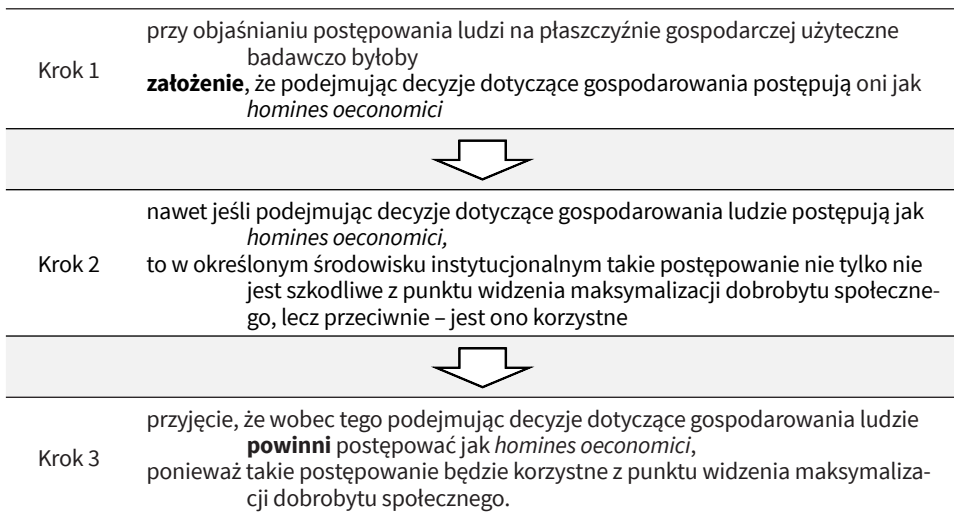 przy objaśnianiu postępowania ludzi na płaszczyźnie gospodarczej użyteczne
badawczo byłoby
Krok 1
założenie, że podejmując decyzje dotyczące gospodarowania postępują oni jak
homines oeconomici
nawet jeśli podejmując decyzje dotyczące gospodarowania ludzie postępują jak
homines oeconomici,
Krok 2
to w określonym środowisku instytucjonalnym takie postępowanie nie tylko nie
jest szkodliwe z punktu widzenia maksymalizacji dobrobytu społeczne-
go, lecz przeciwnie – jest ono korzystne
przyjęcie, że wobec tego podejmując decyzje dotyczące gospodarowania ludzie
powinni postępować jak homines oeconomici,
Krok 3
ponieważ takie postępowanie będzie korzystne z punktu widzenia maksymaliza-
cji dobrobytu społecznego.